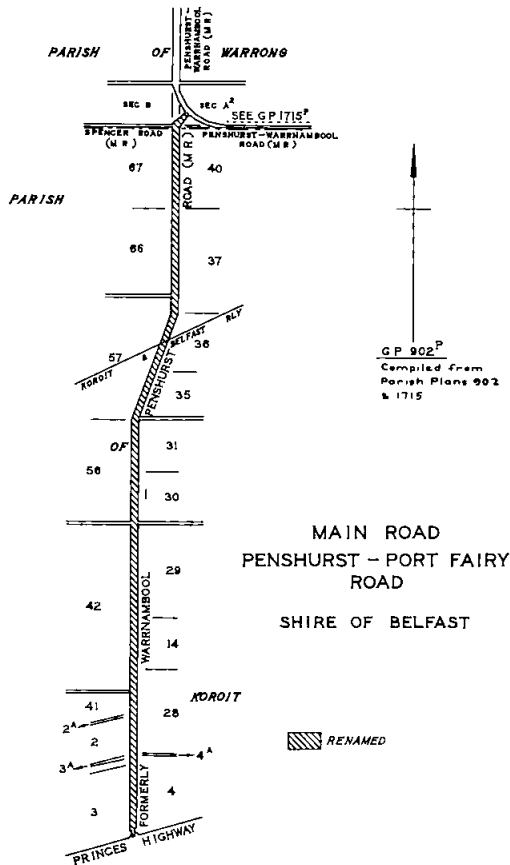 PARISH OF WARRONG
PENSHURST-
WARRNAMBOOL
ROAD (M R)
SEC B
SEC A²
SEE G P 1715ᴾ
SPENCER ROAD
(M R)
PENSHURST-WARRNAMBOOL
ROAD (M R)
67
40
ROAD (M R)
PARISH
66
37
G P 902ᴾ
Compiled from
Parish Plans 902
& 1715
KOROIT & BELFAST RLY
57
36
PENSHURST
35
OF
56
31
30
MAIN ROAD
PENSHURST – PORT FAIRY
ROAD
SHIRE OF BELFAST
29
42
WARRNAMBOOL
14
KOROIT
41
28
2ᴬ
2
RENAMED
3ᴬ
4ᴬ
3
4
FORMERLY
PRINCES HIGHWAY